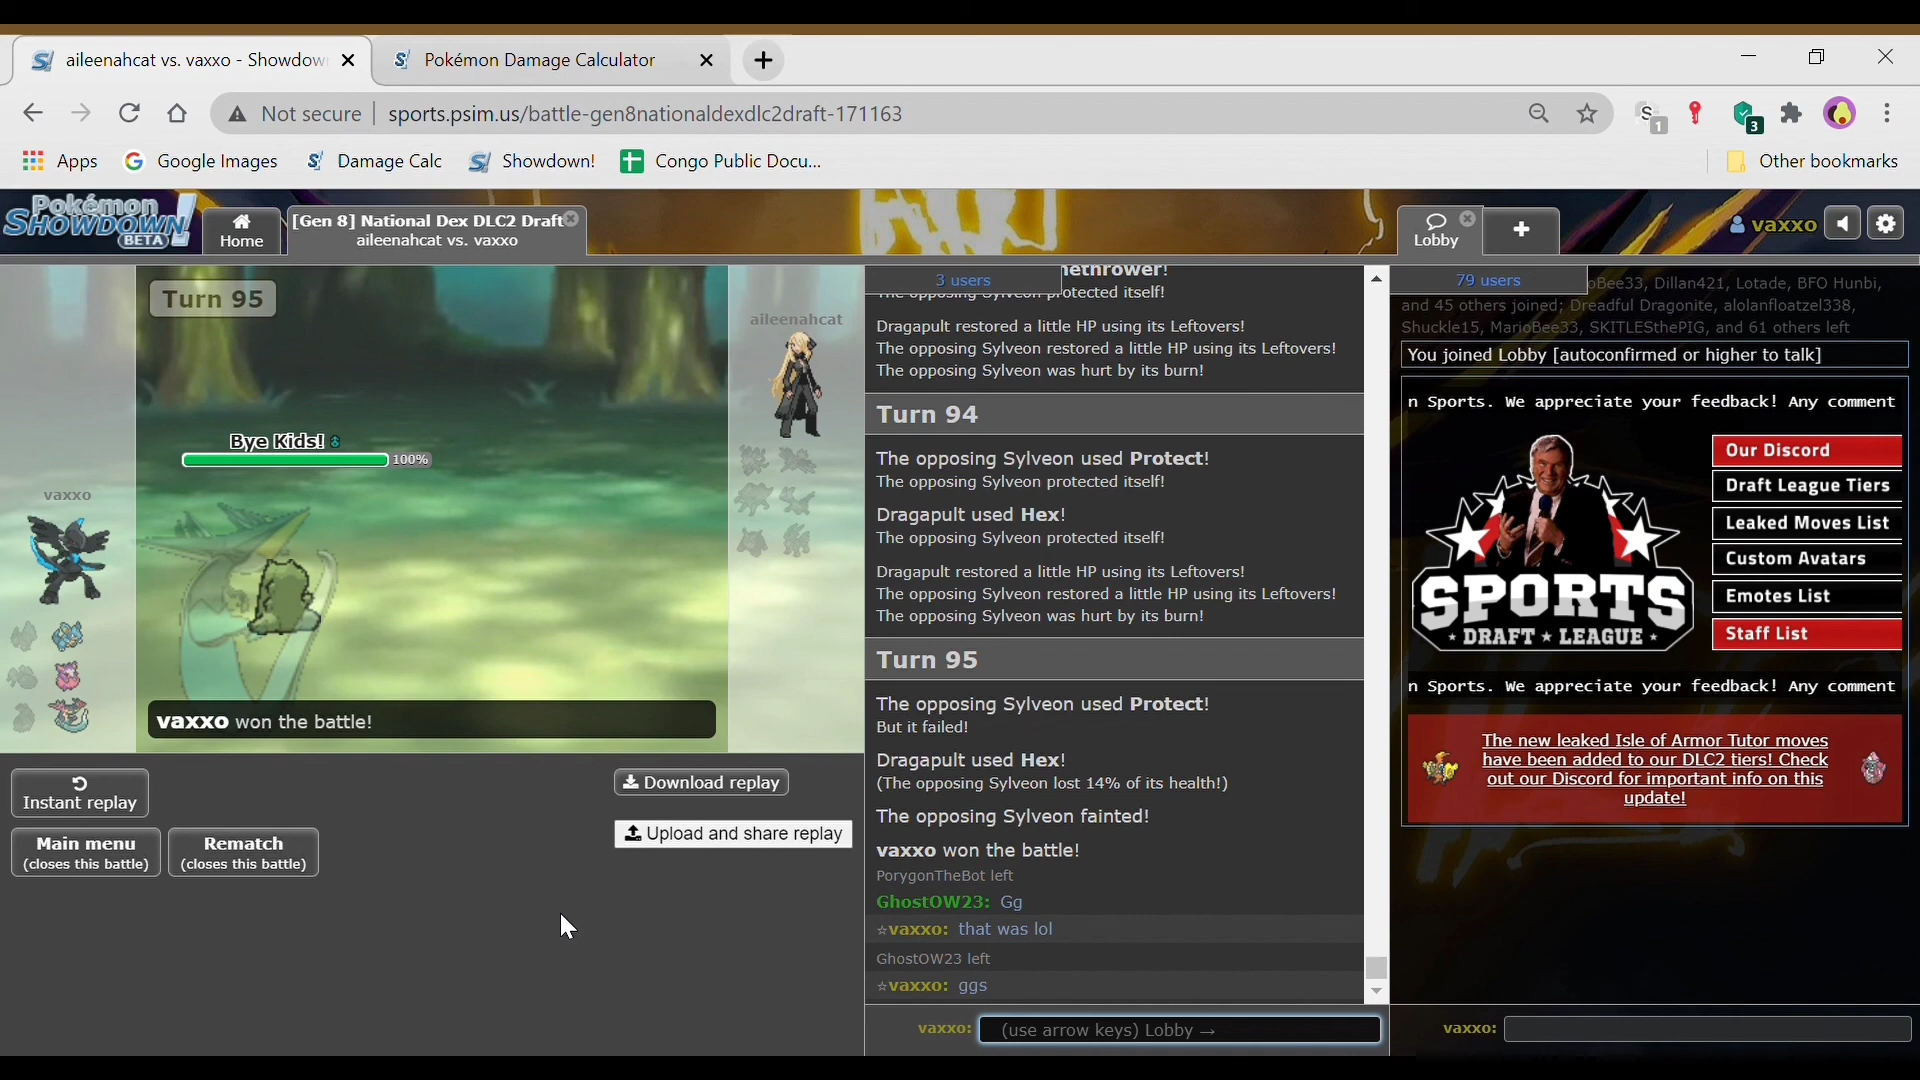 aileenahcat vs. vaxxo - Showdow
Pokémon Damage Calculator
Not secure
sports.psim.us/battle-gen8nationaldexdlc2draft-171163
S
1
3
Apps
Google Images
Damage Calc
Showdown!
Congo Public Docu...
Other bookmarks
Pokémon
SHOWDOWN!
BETA
Home
[Gen 8] National Dex DLC2 Draft
aileenahcat vs. vaxxo
Lobby
vaxxo
Turn 95
aileenahcat
Bye Kids!
100%
vaxxo
vaxxo won the battle!
Instant replay
Download replay
Upload and share replay
Main menu
(closes this battle)
Rematch
(closes this battle)
3 users
nethrower!
The opposing Sylveon protected itself!
Dragapult restored a little HP using its Leftovers!
The opposing Sylveon restored a little HP using its Leftovers!
The opposing Sylveon was hurt by its burn!
Turn 94
The opposing Sylveon used Protect!
The opposing Sylveon protected itself!
Dragapult used Hex!
The opposing Sylveon protected itself!
Dragapult restored a little HP using its Leftovers!
The opposing Sylveon restored a little HP using its Leftovers!
The opposing Sylveon was hurt by its burn!
Turn 95
The opposing Sylveon used Protect!
But it failed!
Dragapult used Hex!
(The opposing Sylveon lost 14% of its health!)
The opposing Sylveon fainted!
vaxxo won the battle!
PorygonTheBot left
GhostOW23: Gg
☆vaxxo: that was lol
GhostOW23 left
☆vaxxo: ggs
vaxxo: (use arrow keys) Lobby →
79 users
oBee33, Dillan421, Lotade, BFO Hunbi,
and 45 others joined; Dreadful Dragonite, alolanfloatzel338,
Shuckle15, MarioBee33, SKITLESthePIG, and 61 others left
You joined Lobby [autoconfirmed or higher to talk]
n Sports. We appreciate your feedback! Any comment
SPORTS
DRAFT ★ LEAGUE
Our Discord
Draft League Tiers
Leaked Moves List
Custom Avatars
Emotes List
Staff List
n Sports. We appreciate your feedback! Any comment
The new leaked Isle of Armor Tutor moves
have been added to our DLC2 tiers! Check
out our Discord for important info on this
update!
vaxxo: